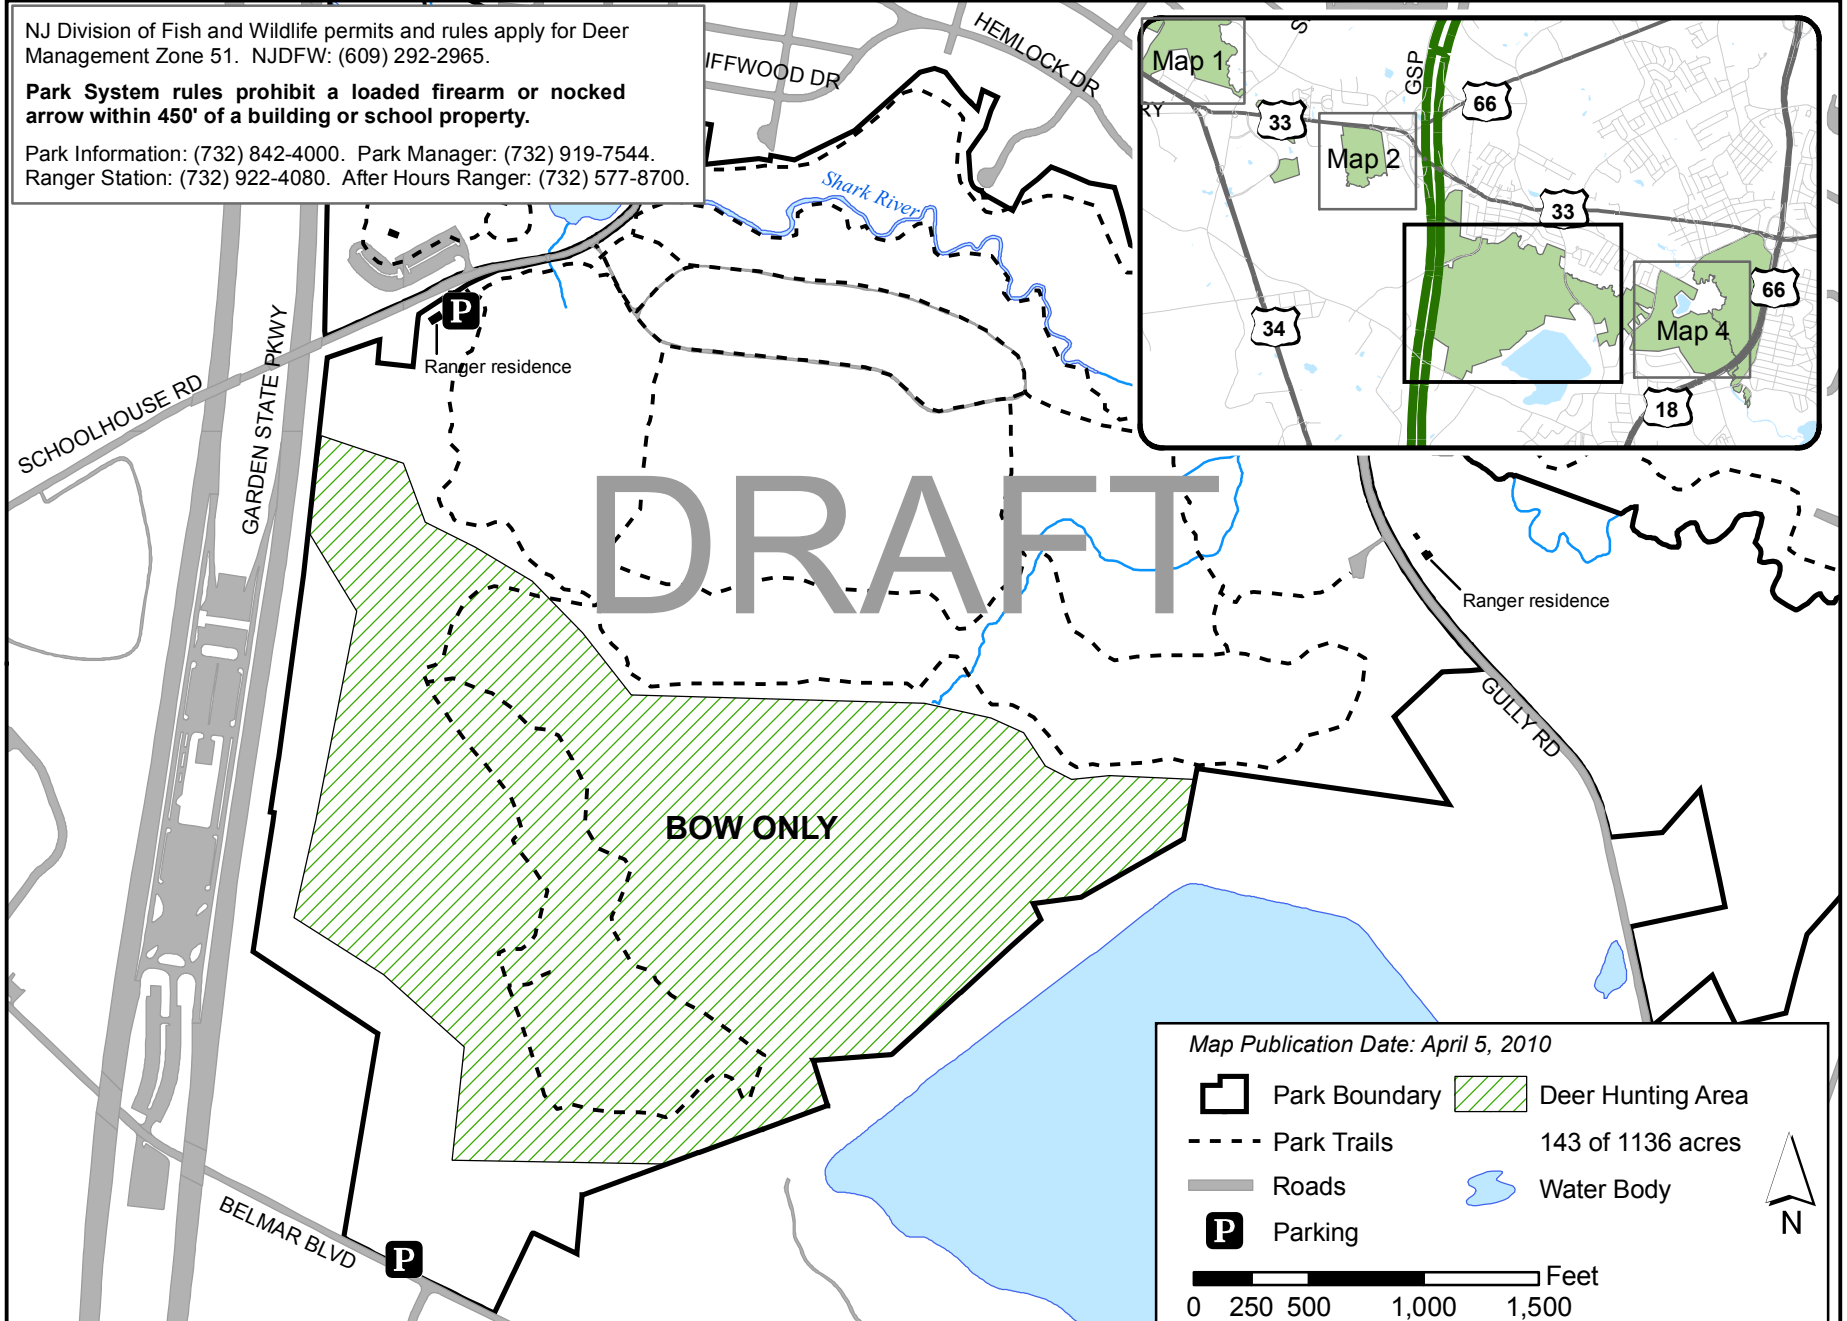 NJ Division of Fish and Wildlife permits and rules apply for Deer
Management Zone 51. NJDFW: (609) 292-2965.
Park System rules prohibit a loaded firearm or nocked
arrow within 450' of a building or school property.
Park Information: (732) 842-4000. Park Manager: (732) 919-7544.
Ranger Station: (732) 922-4080. After Hours Ranger: (732) 577-8700.
IFFWOOD DR
HEMLOCK DR
Shark River
Map 1
RY
33
GSP
66
Map 2
33
34
66
Map 4
18
P
Ranger residence
SCHOOLHOUSE RD
GARDEN STATE PKWY
DRAFT
Ranger residence
GULLY RD
BOW ONLY
BELMAR BLVD
P
Map Publication Date: April 5, 2010
Park Boundary
Deer Hunting Area
Park Trails
143 of 1136 acres
Roads
Water Body
P Parking
N
Feet
0 250 500 1,000 1,500